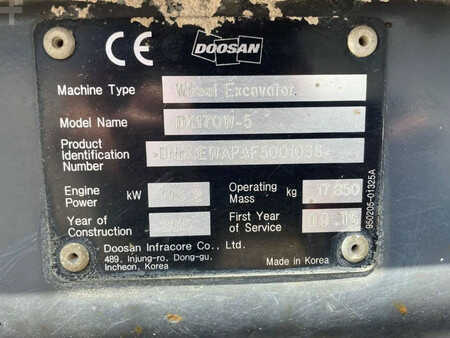 CE DOOSAN
Machine Type Wheel Excavator
Model Name DX170W-5
Product
Identification
Number
Engine
Power kW
Operating
Mass kg 17 850
Year of
Construction
First Year
of Service
Doosan Infracore Co., Ltd.
489, Injung-ro, Dong-gu,
Incheon, Korea
Made in Korea
950205-01325A